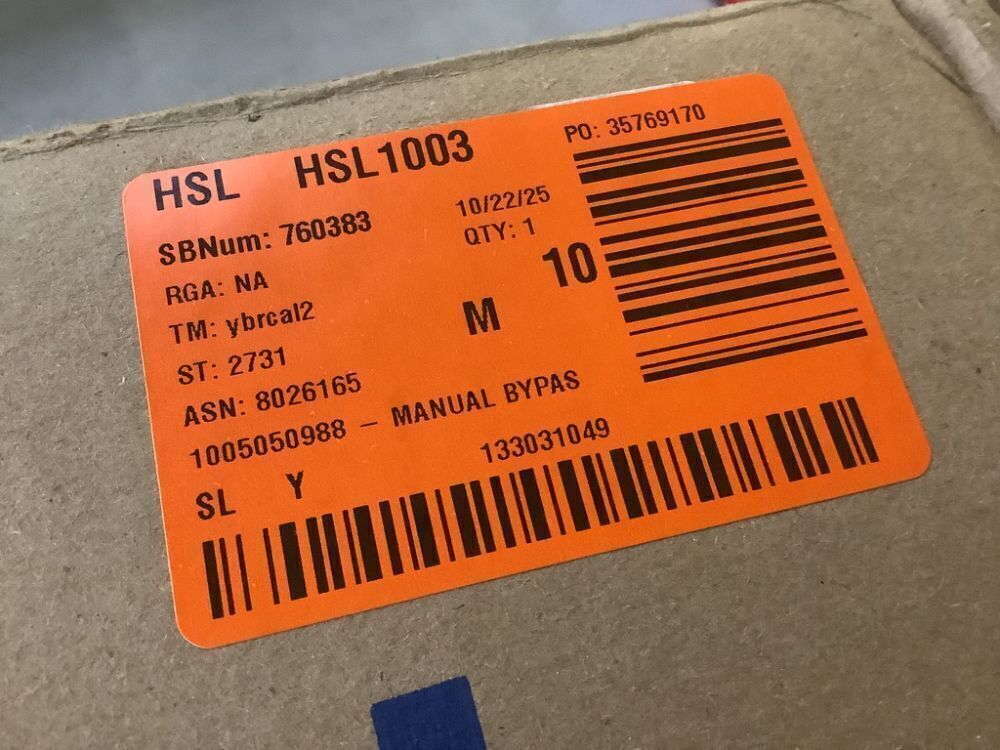 HSL HSL1003
PO: 35769170
SBNum: 760383
10/22/25
RGA: NA
QTY: 1
10
TM: ybrcal2
M
ST: 2731
ASN: 8026165
1005050988 – MANUAL BYPAS
SL Y
133031049